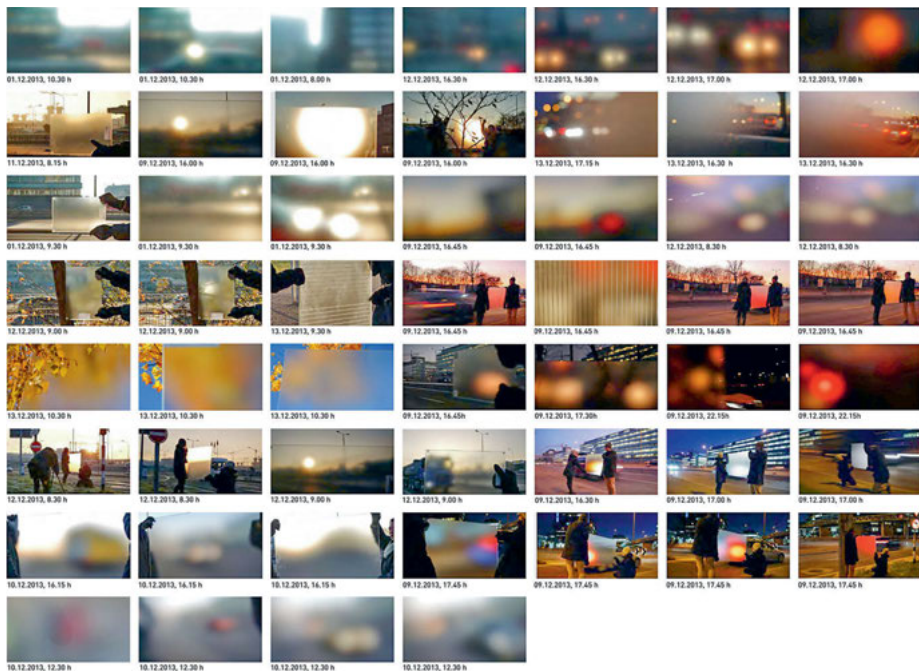 01.12.2013, 10.30 h
01.12.2013, 10.30 h
01.12.2013, 8.00 h
12.12.2013, 16.30 h
12.12.2013, 16.30 h
12.12.2013, 17.00 h
12.12.2013, 17.00 h
11.12.2013, 8.15 h
09.12.2013, 16.00 h
09.12.2013, 16.00 h
09.12.2013, 16.00 h
13.12.2013, 17.15 h
13.12.2013, 16.30 h
13.12.2013, 16.30 h
01.12.2013, 9.30 h
01.12.2013, 9.30 h
01.12.2013, 9.30 h
09.12.2013, 16.45 h
09.12.2013, 16.45 h
12.12.2013, 8.30 h
12.12.2013, 8.30 h
12.12.2013, 9.00 h
12.12.2013, 9.00 h
13.12.2013, 9.30 h
09.12.2013, 16.45 h
09.12.2013, 16.45 h
09.12.2013, 16.45 h
09.12.2013, 16.45 h
13.12.2013, 10.30 h
13.12.2013, 10.30 h
13.12.2013, 10.30 h
09.12.2013, 16.45h
09.12.2013, 17.30h
09.12.2013, 22.15h
09.12.2013, 22.15h
12.12.2013, 8.30 h
12.12.2013, 8.30 h
12.12.2013, 9.00 h
12.12.2013, 9.00 h
09.12.2013, 16.30 h
09.12.2013, 17.00 h
09.12.2013, 17.00 h
10.12.2013, 16.15 h
10.12.2013, 16.15 h
10.12.2013, 16.15 h
09.12.2013, 17.45 h
09.12.2013, 17.45 h
09.12.2013, 17.45 h
09.12.2013, 17.45 h
10.12.2013, 12.30 h
10.12.2013, 12.30 h
10.12.2013, 12.30 h
10.12.2013, 12.30 h